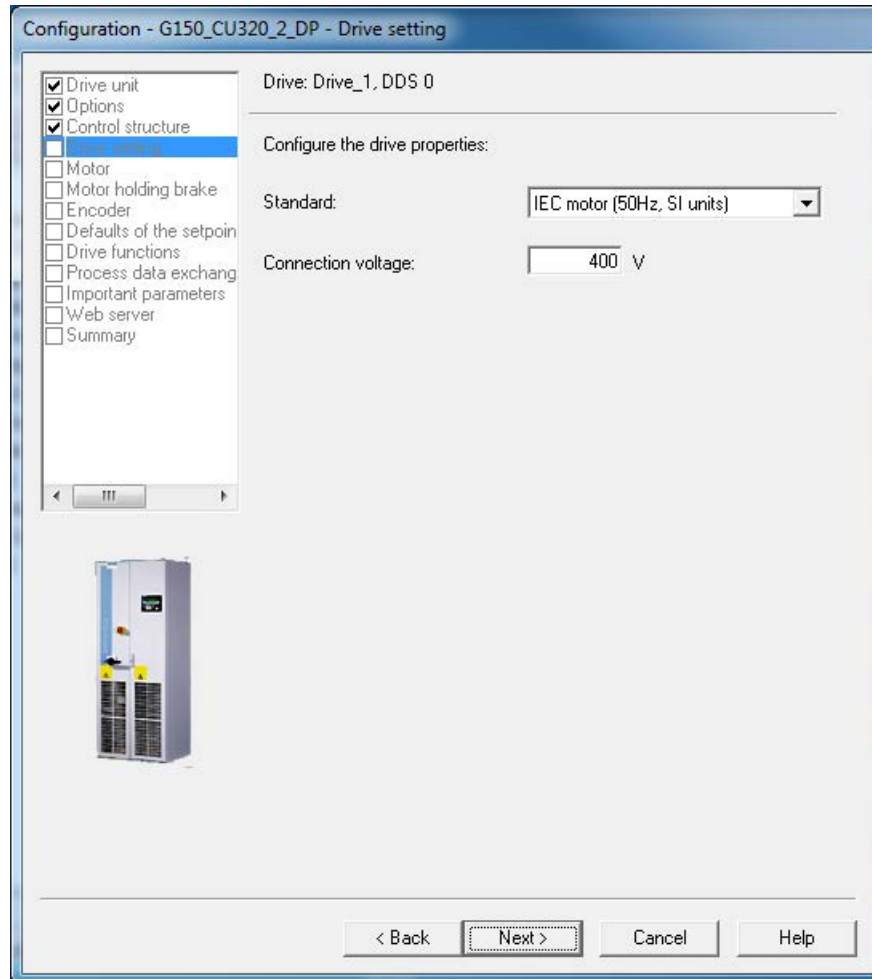 Configuration - G150_CU320_2_DP - Drive setting
Drive unit
Options
Control structure
Drive setting
Motor
Motor holding brake
Encoder
Defaults of the setpoin
Drive functions
Process data exchang
Important parameters
Web server
Summary
Drive: Drive_1, DDS 0
Configure the drive properties:
Standard:
IEC motor (50Hz, SI units)
Connection voltage:
400 V
< Back
Next >
Cancel
Help